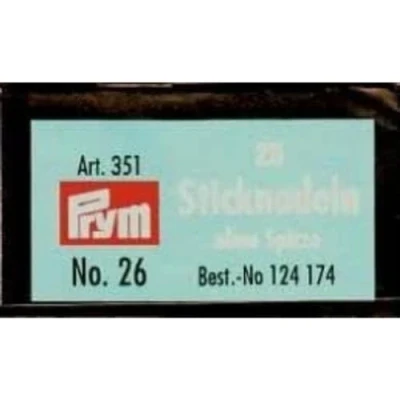 Art. 351
Prym
No. 26
25
Sticknadeln
ohne Spitze
Best.-No 124 174